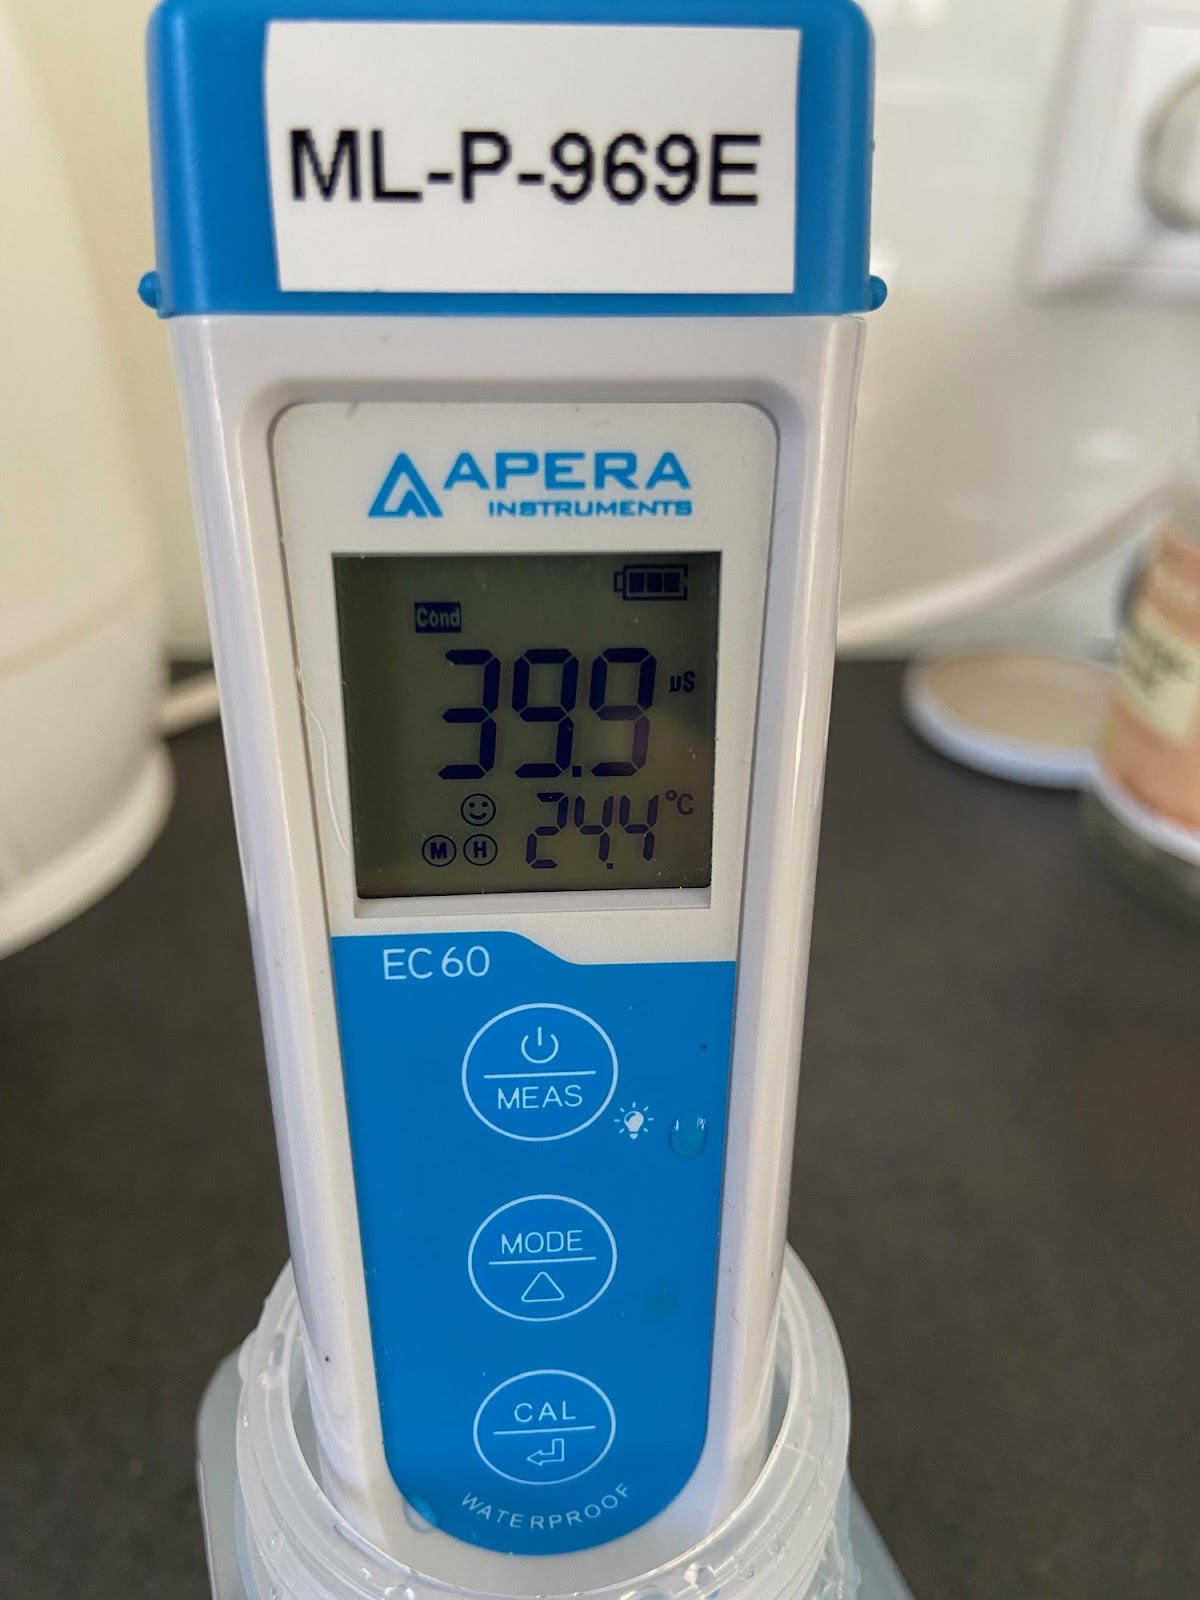 ML-P-969E
APERA
INSTRUMENTS
Cond
39.9 µS
24.4 °C
M H
EC60
MEAS
MODE
CAL
WATERPROOF